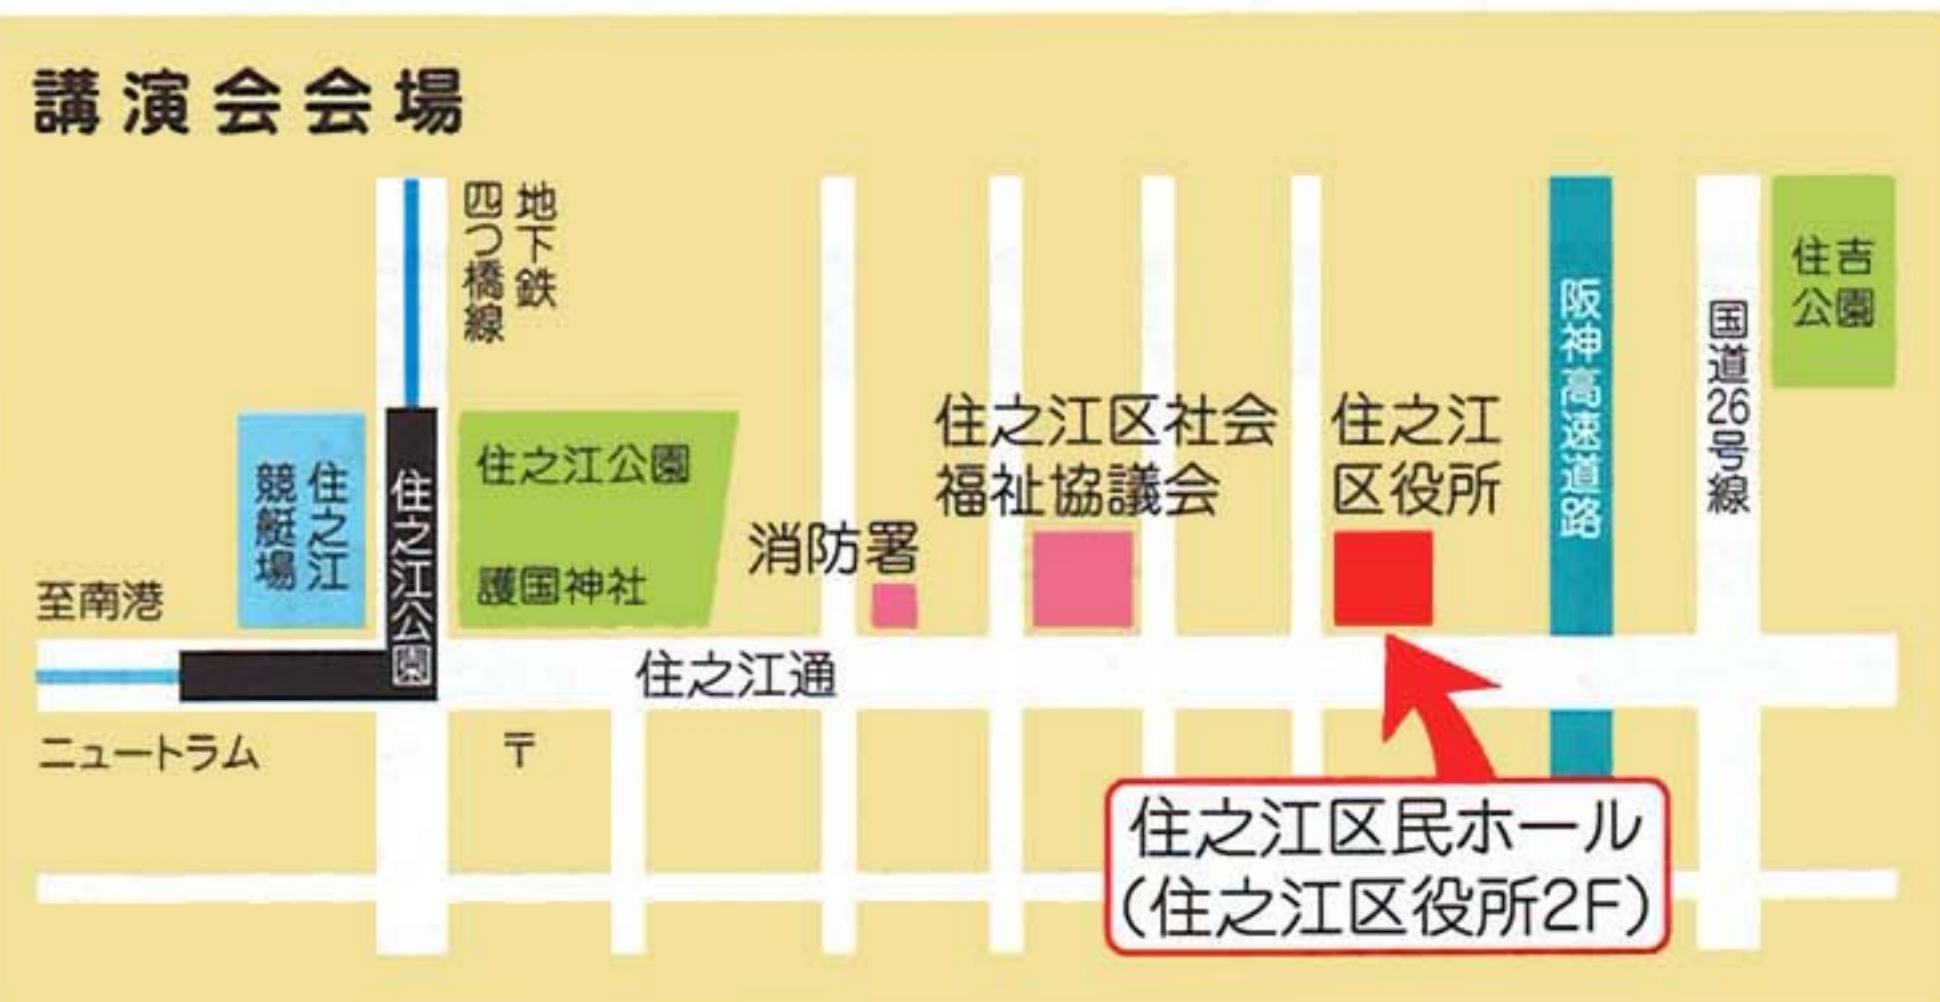 講演会会場
地下鉄
四つ橋線
住之江
競艇場
住之江公園
住之江公園
護国神社
消防署
住之江区社会
福祉協議会
住之江
区役所
阪神高速道路
国道26号線
住吉
公園
至南港
住之江通
ニュートラム
〒
住之江区民ホール
(住之江区役所2F)